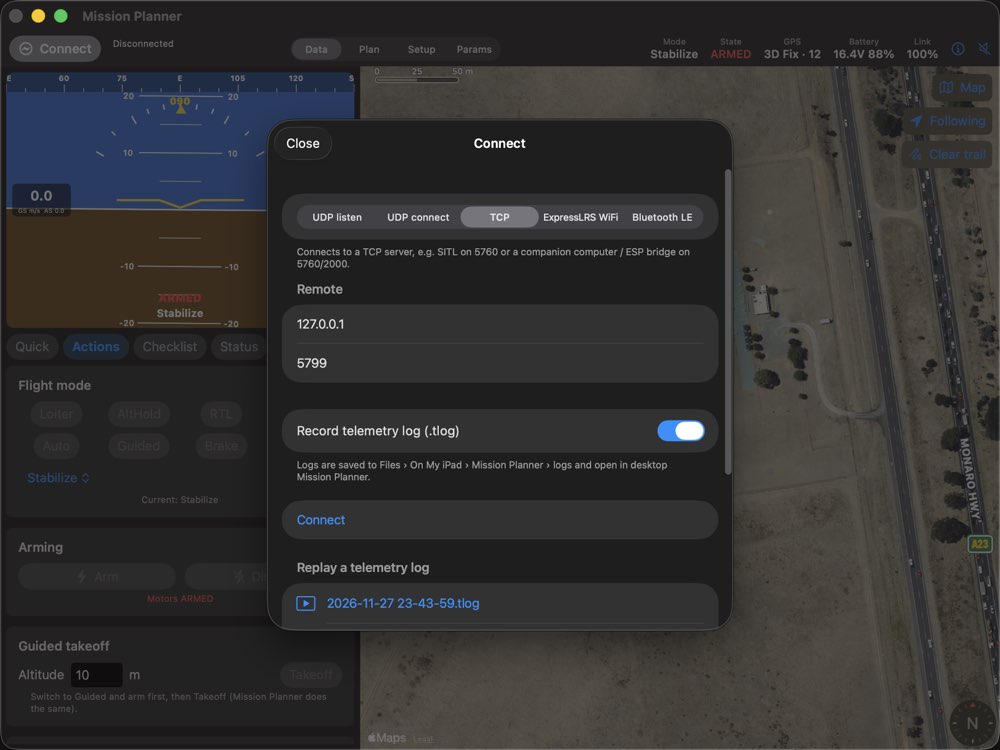 Mission Planner
Connect
Disconnected
Data
Plan
Setup
Params
Mode
Stabilize
State
ARMED
GPS
3D Fix · 12
Battery
16.4V 88%
Link
100%
E 60 75 E 105 120 S
090
20 20
10 10
0.0
GS m/s AS 0.0
-10 -10
ARMED
Stabilize
-20 -20
Quick
Actions
Checklist
Status
Flight mode
Loiter
AltHold
RTL
Auto
Guided
Brake
Stabilize
Current: Stabilize
Arming
Arm
Motors ARMED
Guided takeoff
Altitude 10 m
Takeoff
Switch to Guided and arm first, then Takeoff (Mission Planner does
the same).
0 25 50 m
Map
Following
Clear trail
MONARO HWY
A23
N
Maps
Legal
Close
Connect
UDP listen
UDP connect
TCP
ExpressLRS WiFi
Bluetooth LE
Connects to a TCP server, e.g. SITL on 5760 or a companion computer / ESP bridge on
5760/2000.
Remote
127.0.0.1
5799
Record telemetry log (.tlog)
Logs are saved to Files › On My iPad › Mission Planner › logs and open in desktop
Mission Planner.
Connect
Replay a telemetry log
2026-11-27 23-43-59.tlog